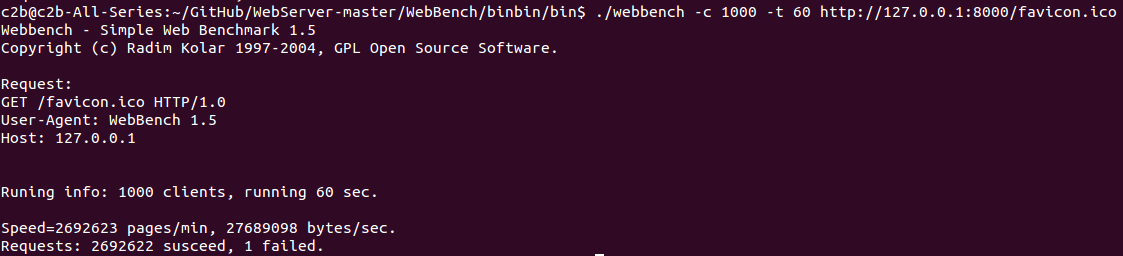 c2b@c2b-All-Series:~/GitHub/WebServer-master/WebBench/binbin/bin$ ./webbench -c 1000 -t 60 http://127.0.0.1:8000/favicon.ico
Webbench - Simple Web Benchmark 1.5
Copyright (c) Radim Kolar 1997-2004, GPL Open Source Software.
Request:
GET /favicon.ico HTTP/1.0
User-Agent: WebBench 1.5
Host: 127.0.0.1
Runing info: 1000 clients, running 60 sec.
Speed=2692623 pages/min, 27689098 bytes/sec.
Requests: 2692622 susceed, 1 failed.